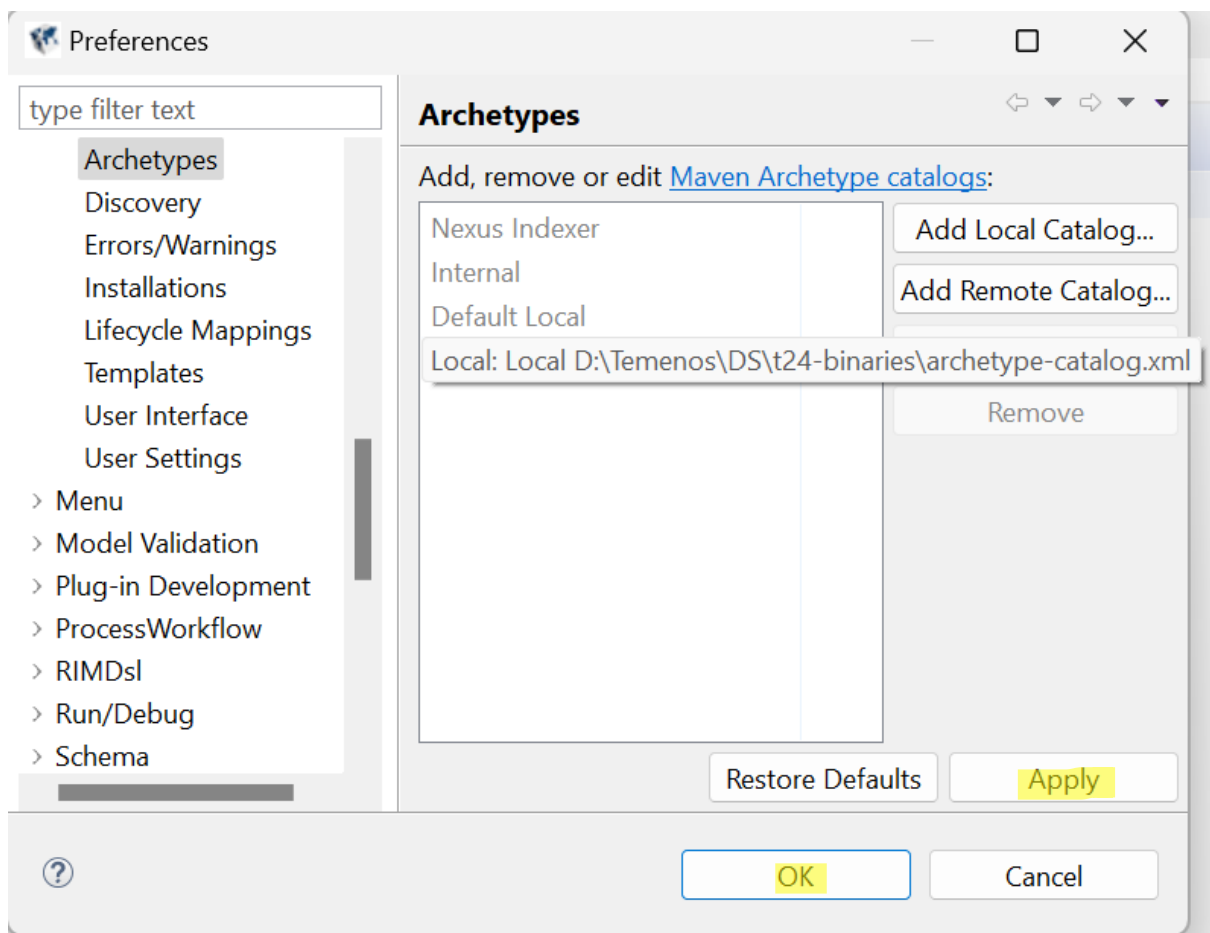 Preferences
type filter text
Archetypes
Discovery
Errors/Warnings
Installations
Lifecycle Mappings
Templates
User Interface
User Settings
Menu
Model Validation
Plug-in Development
ProcessWorkflow
RIMDsl
Run/Debug
Schema
Archetypes
Add, remove or edit Maven Archetype catalogs:
Nexus Indexer
Internal
Default Local
Local: Local D:\Temenos\DS\t24-binaries\archetype-catalog.xml
Add Local Catalog...
Add Remote Catalog...
Remove
Restore Defaults
Apply
OK
Cancel